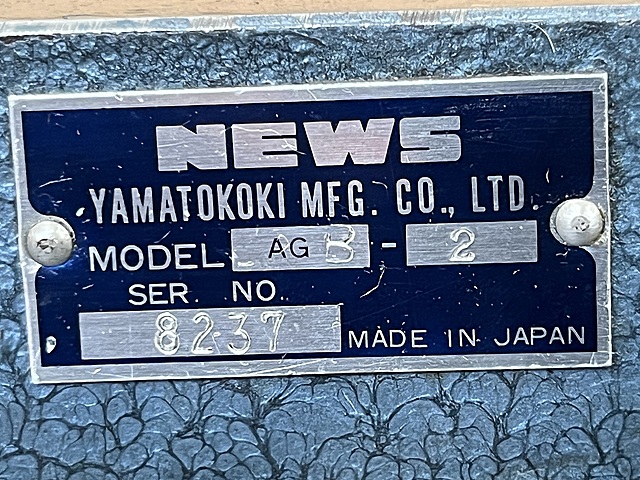 NEWS
YAMATOKOKI MFG. CO., LTD.
MODEL AG B - 2
SER. NO.
8237 MADE IN JAPAN